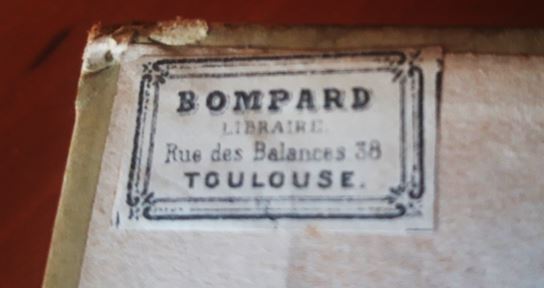 BOMPARD
LIBRAIRE.
Rue des Balances 38
TOULOUSE.